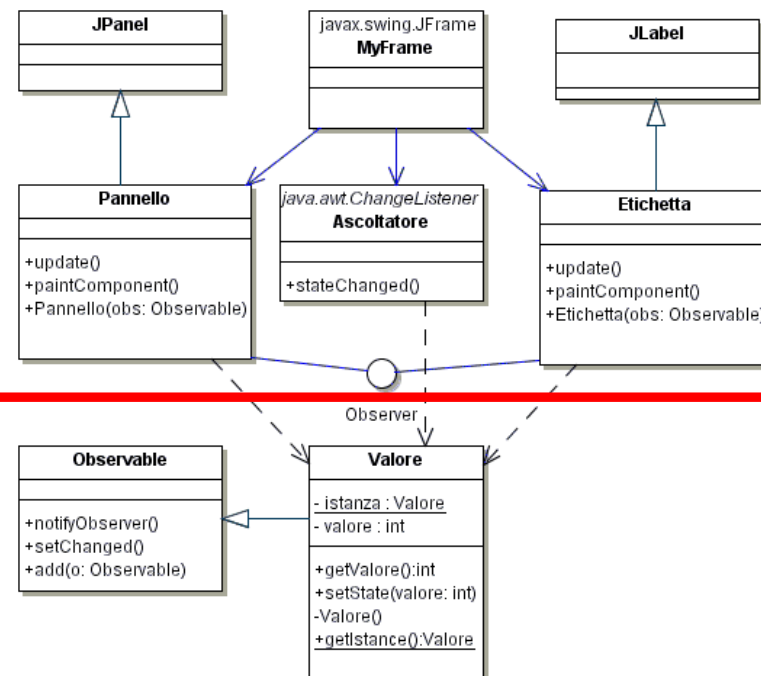 JPanel
javax.swing.JFrame
MyFrame
JLabel
Pannello
+update()
+paintComponent()
+Pannello(obs: Observable)
java.awt.ChangeListener
Ascoltatore
+stateChanged()
Etichetta
+update()
+paintComponent()
+Etichetta(obs: Observable)
Observer
Observable
+notifyObserver()
+setChanged()
+add(o: Observable)
Valore
- istanza : Valore
- valore : int
+getValore():int
+setState(valore: int)
-Valore()
+getIstance():Valore